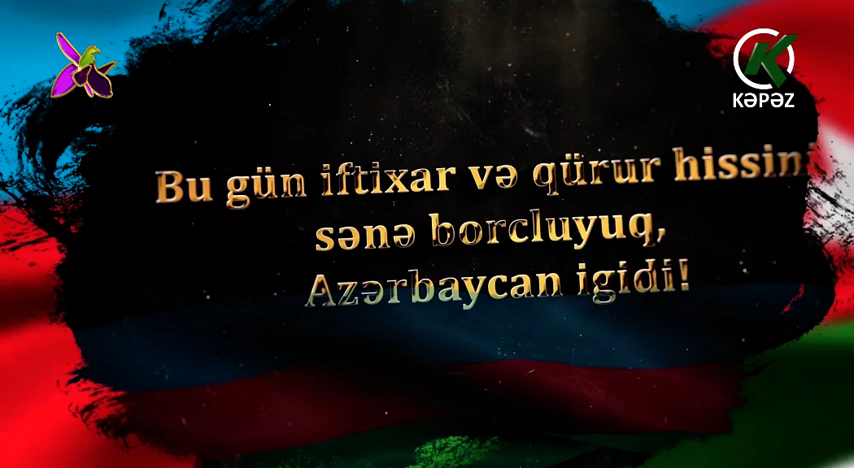 KƏPƏZ
Bu gün iftixar və qürur hissini
sənə borcluyuq,
Azərbaycan igidi!